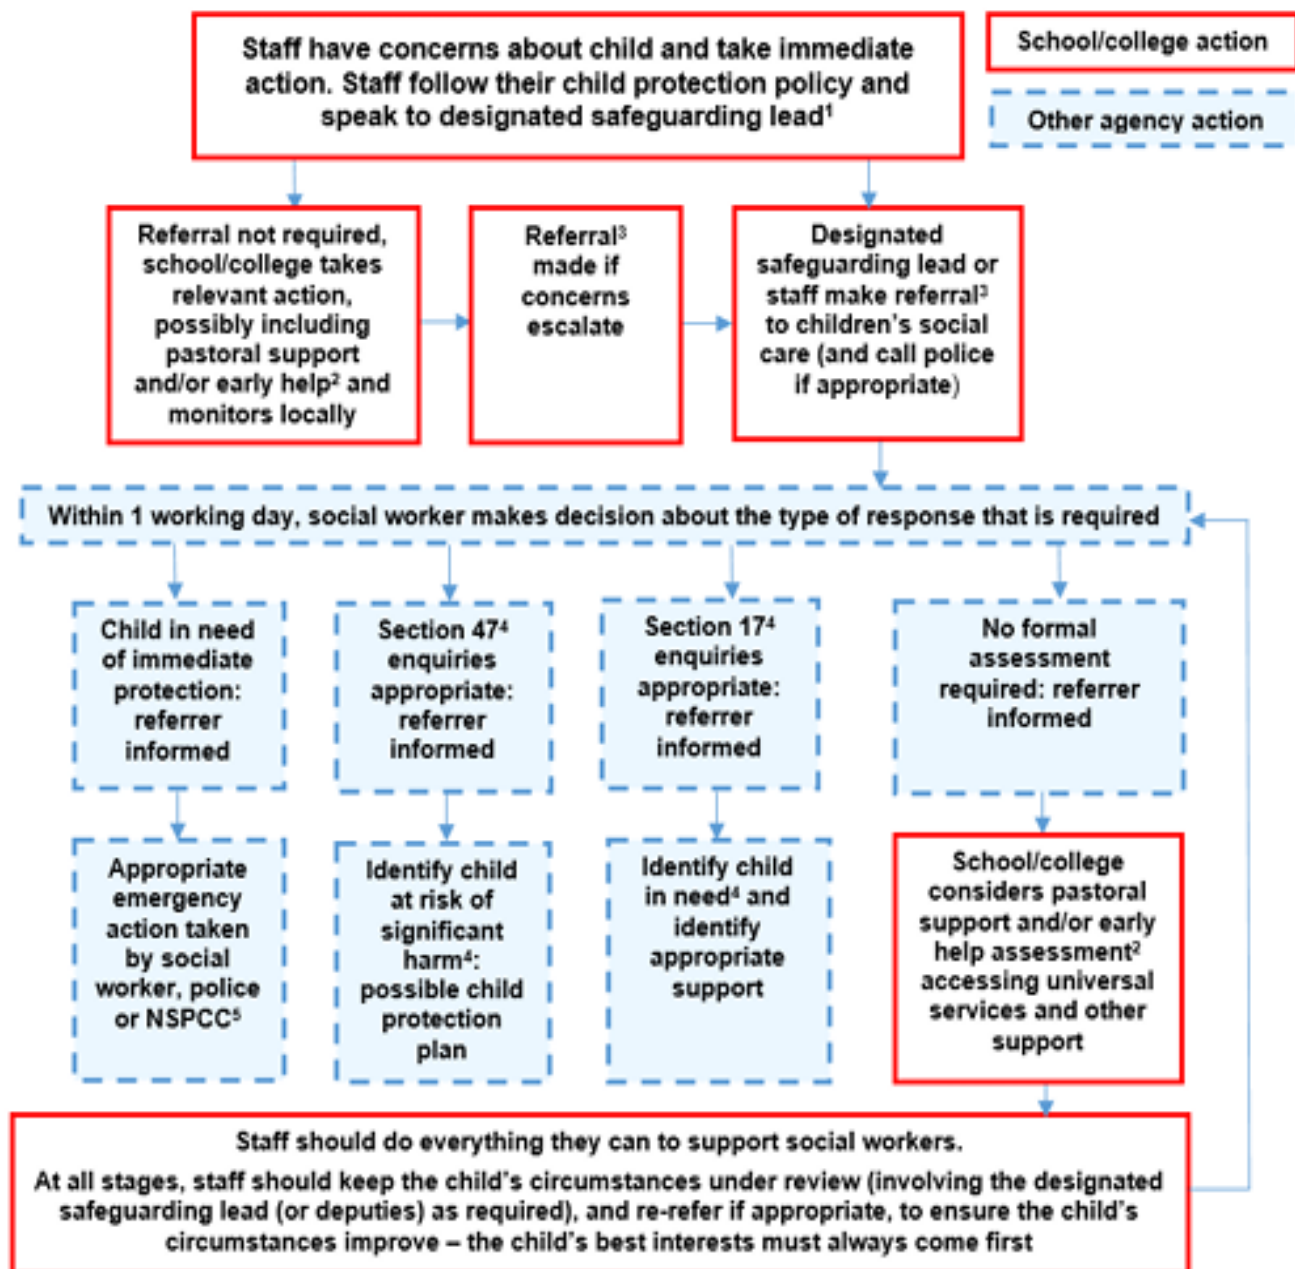 Staff have concerns about child and take immediate
action. Staff follow their child protection policy and
speak to designated safeguarding lead¹
School/college action
Other agency action
Referral not required,
school/college takes
relevant action,
possibly including
pastoral support
and/or early help² and
monitors locally
Referral³
made if
concerns
escalate
Designated
safeguarding lead or
staff make referral³
to children's social
care (and call police
if appropriate)
Within 1 working day, social worker makes decision about the type of response that is required
Child in need
of immediate
protection:
referrer
informed
Section 47⁴
enquiries
appropriate:
referrer
informed
Section 17⁴
enquiries
appropriate:
referrer
informed
No formal
assessment
required: referrer
informed
Appropriate
emergency
action taken
by social
worker, police
or NSPCC⁵
Identify child
at risk of
significant
harm⁴:
possible child
protection
plan
Identify child
in need⁴ and
identify
appropriate
support
School/college
considers pastoral
support and/or early
help assessment²
accessing universal
services and other
support
Staff should do everything they can to support social workers.
At all stages, staff should keep the child's circumstances under review (involving the designated
safeguarding lead (or deputies) as required), and re-refer if appropriate, to ensure the child's
circumstances improve – the child's best interests must always come first